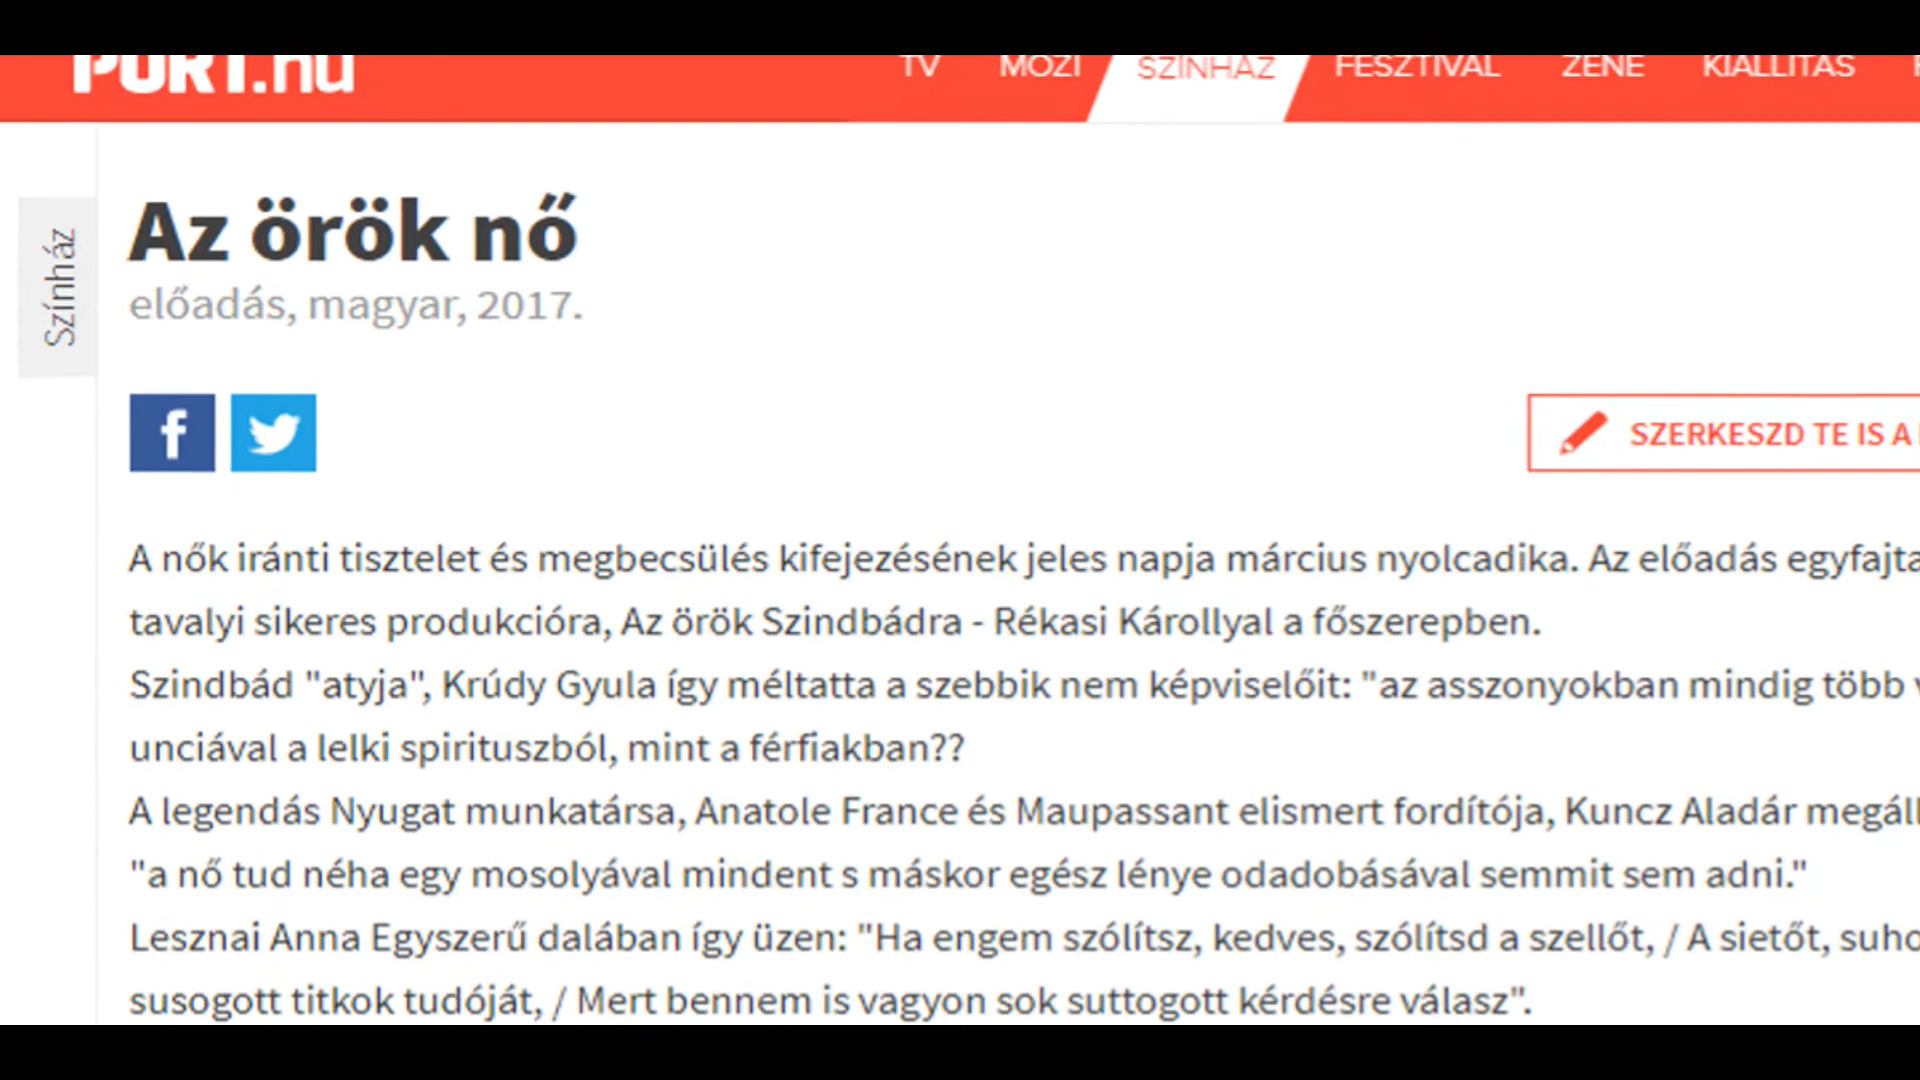 PORT.hu
TV MOZI SZÍNHÁZ FESZTIVÁL ZENE KIÁLLÍTÁS
Színház
Az örök nő
előadás, magyar, 2017.
SZERKESZD TE IS A
A nők iránti tisztelet és megbecsülés kifejezésének jeles napja március nyolcadika. Az előadás egyfajta
tavalyi sikeres produkcióra, Az örök Szindbádra - Rékasi Károllyal a főszerepben.
Szindbád "atyja", Krúdy Gyula így méltatta a szebbik nem képviselőit: "az asszonyokban mindig több
unciával a lelki spirituszból, mint a férfiakban??
A legendás Nyugat munkatársa, Anatole France és Maupassant elismert fordítója, Kuncz Aladár
"a nő tud néha egy mosolyával mindent s máskor egész lénye odadobásával semmit sem adni."
Lesznai Anna Egyszerű dalában így üzen: "Ha engem szólítsz, kedves, szólítsd a szellőt, / A sietőt,
susogott titkok tudóját, / Mert bennem is vagyon sok suttogott kérdésre válasz".